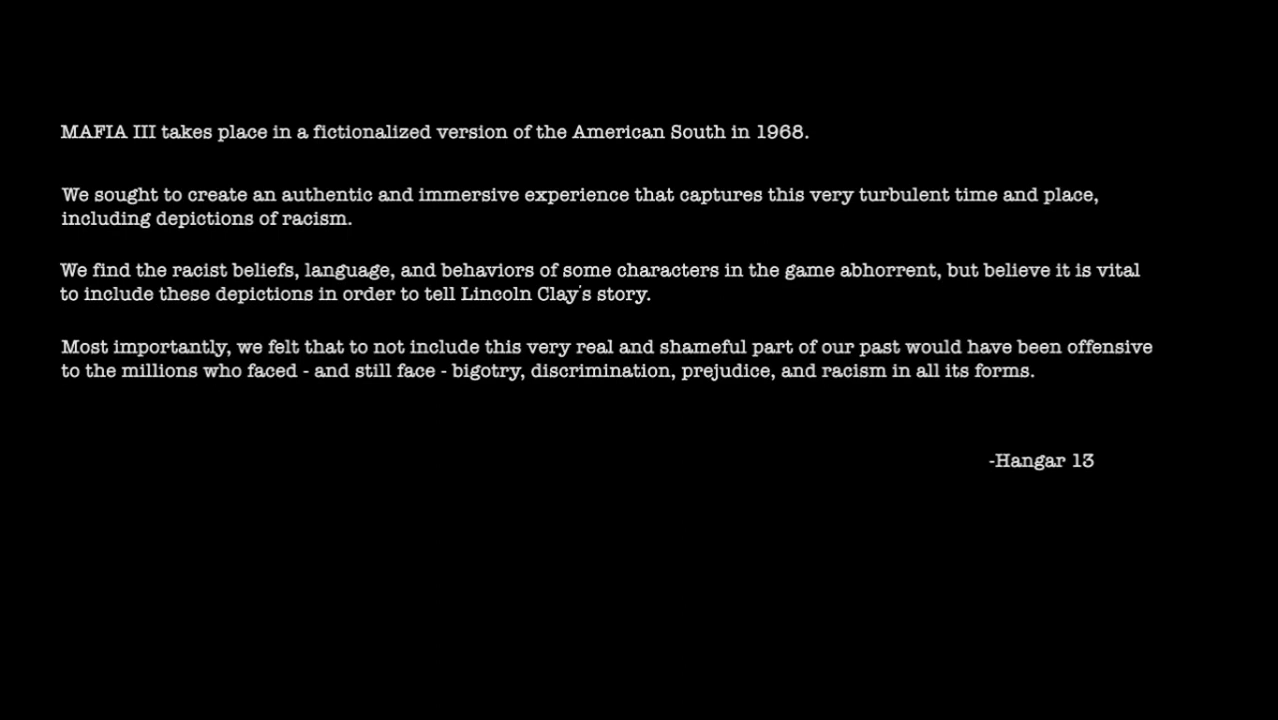 MAFIA III takes place in a fictionalized version of the American South in 1968.
We sought to create an authentic and immersive experience that captures this very turbulent time and place,
including depictions of racism.
We find the racist beliefs, language, and behaviors of some characters in the game abhorrent, but believe it is vital
to include these depictions in order to tell Lincoln Clay's story.
Most importantly, we felt that to not include this very real and shameful part of our past would have been offensive
to the millions who faced - and still face - bigotry, discrimination, prejudice, and racism in all its forms.
-Hangar 13